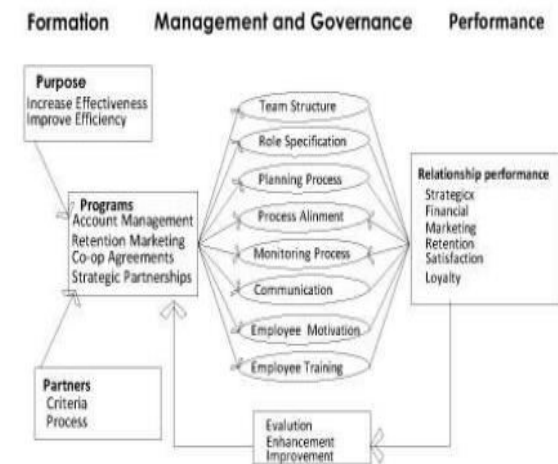 Formation Management and Governance Performance
Purpose
Increase Effectiveness
Improve Efficiency
Programs
Account Management
Retention Marketing
Co-op Agreements
Strategic Partnerships
Partners
Criteria
Process
Team Structure
Role Specification
Planning Process
Process Alinment
Monitoring Process
Communication
Employee Motivation
Employee Training
Relationship performance
Strategicx
Financial
Marketing
Retention
Satisfaction
Loyalty
Evalution
Enhancement
Improvement